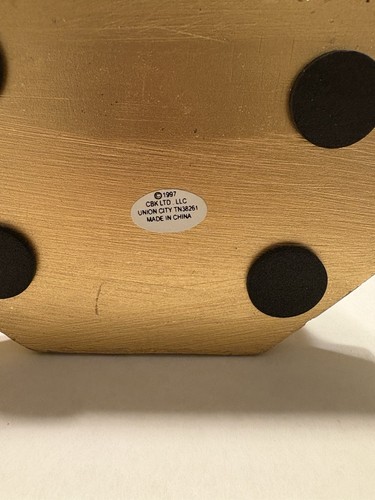 ©1997
CBK LTD. LLC
UNION CITY TN38261
MADE IN CHINA